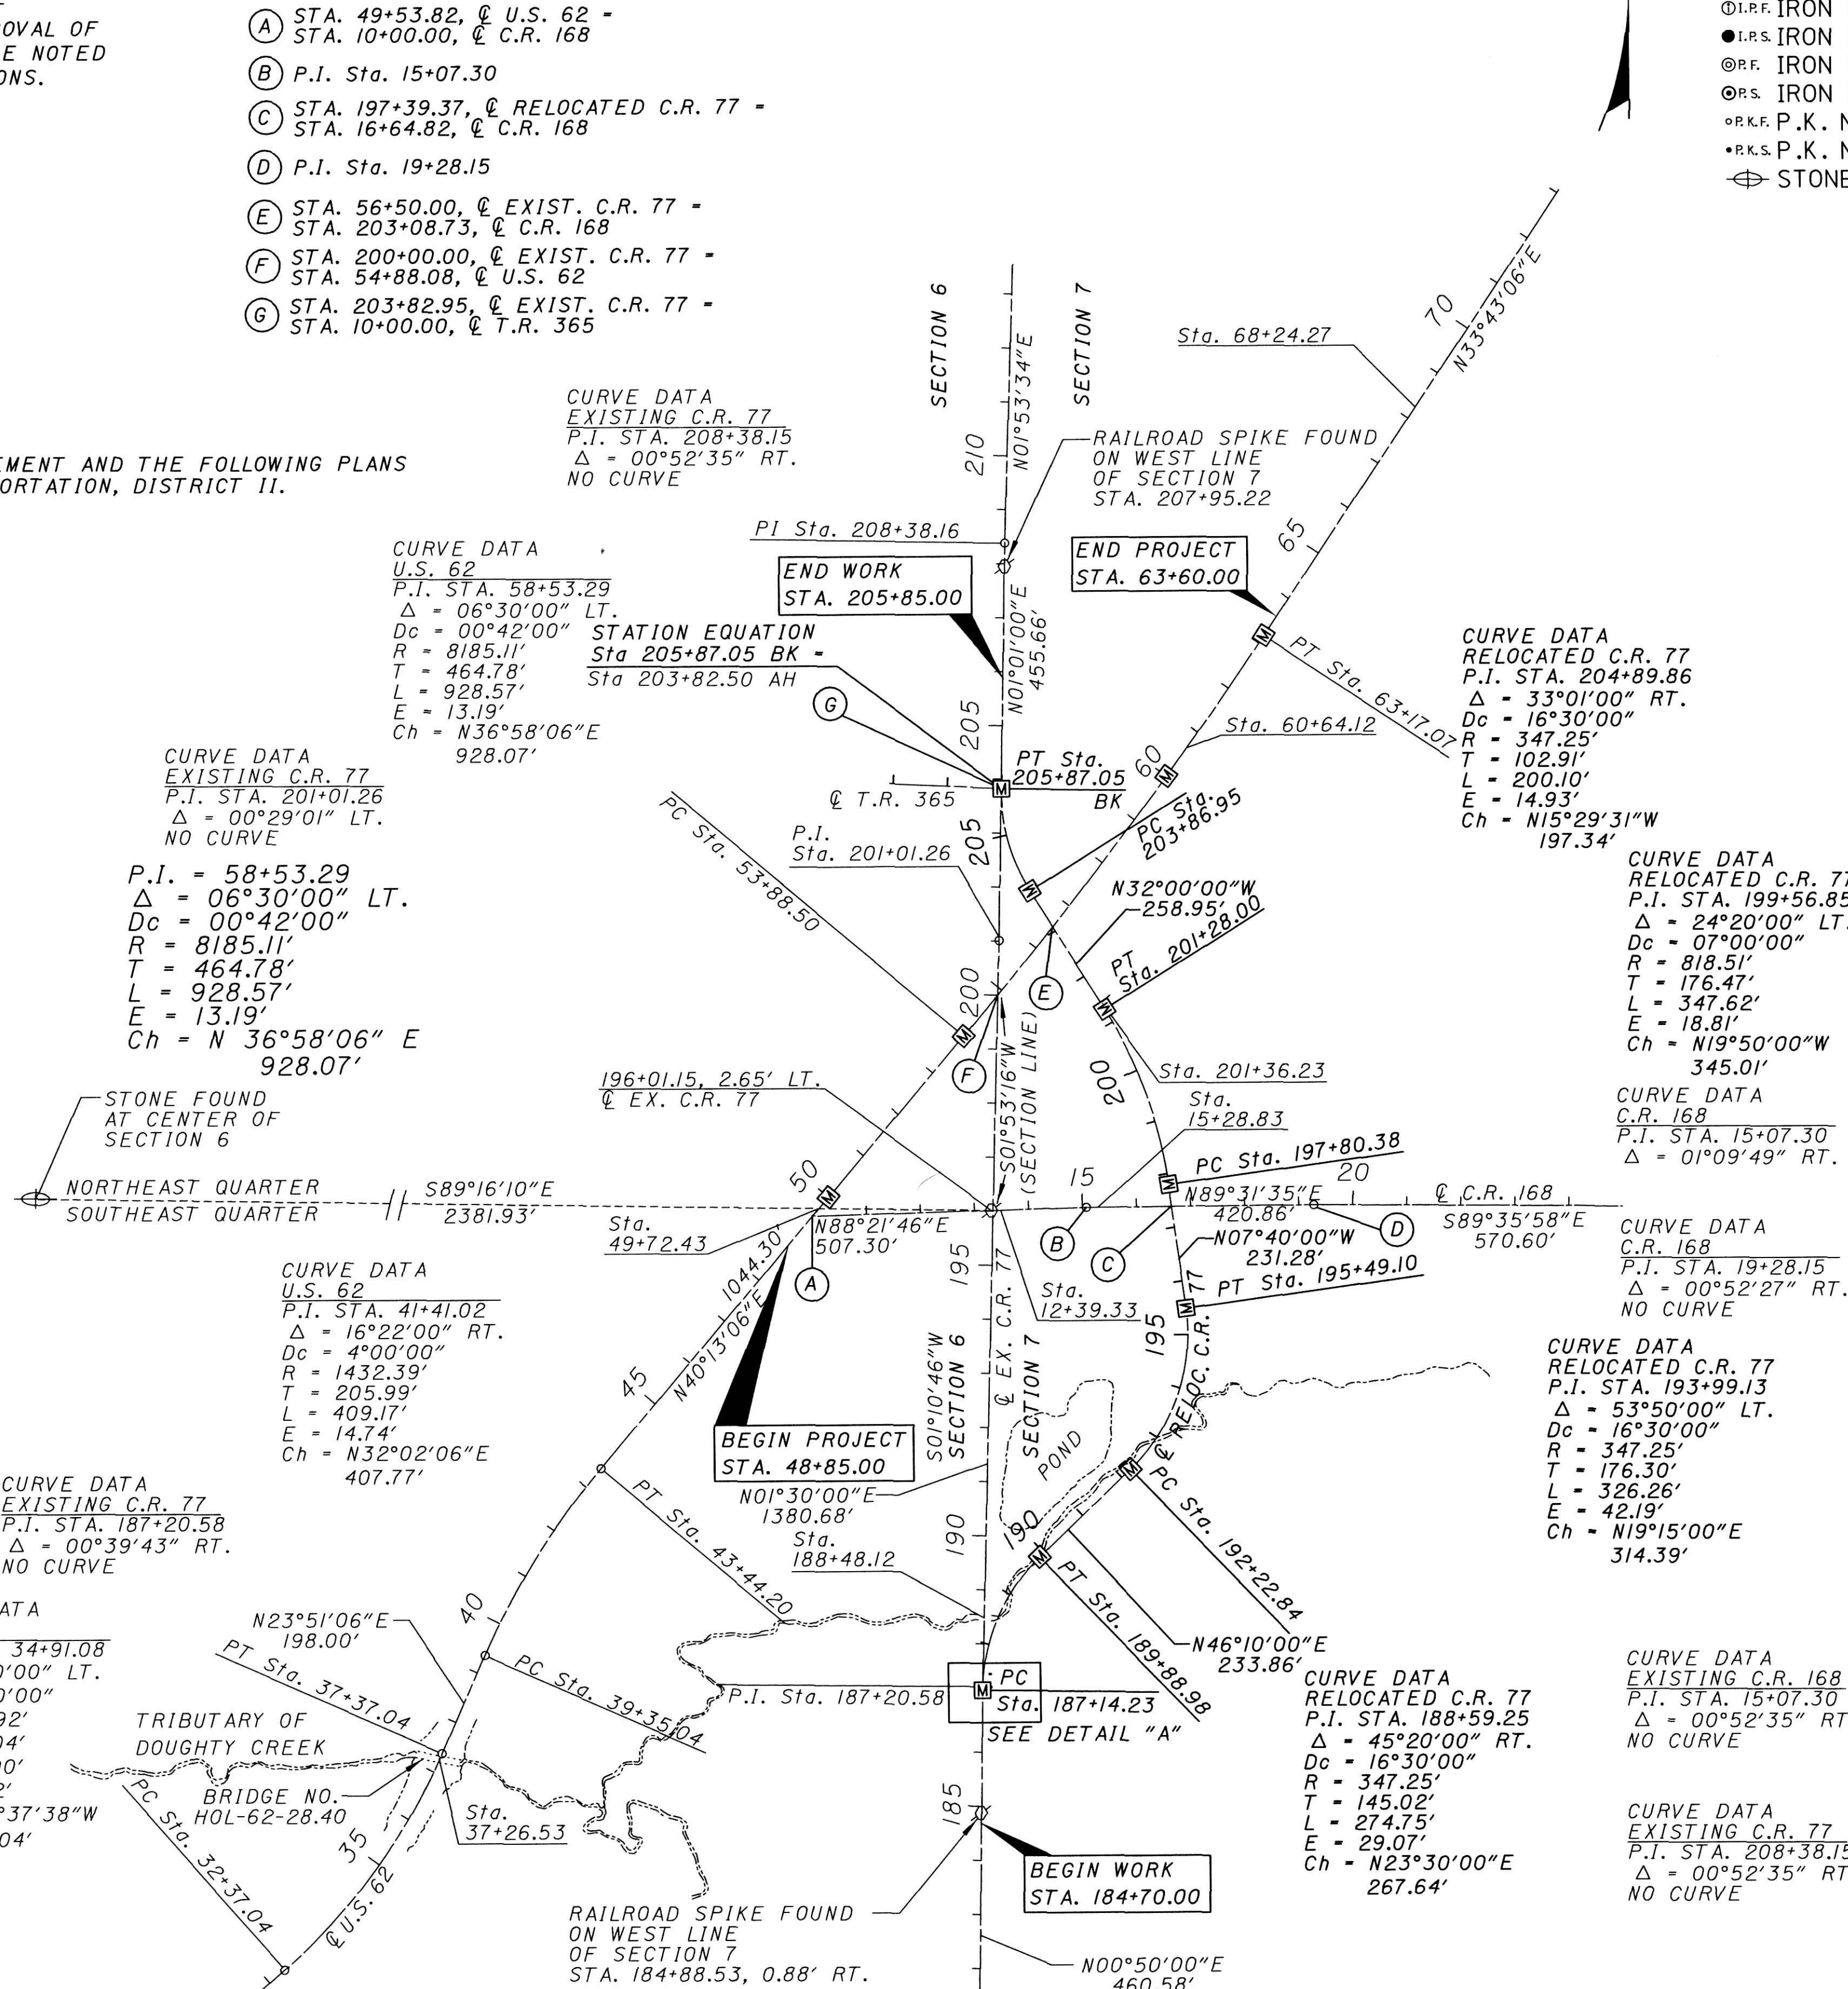 OVAL OF
E NOTED
ONS.
A STA. 49+53.82, ℄ U.S. 62 =
STA. 10+00.00, ℄ C.R. 168
B P.I. Sta. 15+07.30
C STA. 197+39.37, ℄ RELOCATED C.R. 77 =
STA. 16+64.82, ℄ C.R. 168
D P.I. Sta. 19+28.15
E STA. 56+50.00, ℄ EXIST. C.R. 77 =
STA. 203+08.73, ℄ C.R. 168
F STA. 200+00.00, ℄ EXIST. C.R. 77 =
STA. 54+88.08, ℄ U.S. 62
G STA. 203+82.95, ℄ EXIST. C.R. 77 =
STA. 10+00.00, ℄ T.R. 365
I.P.F. IRON
I.P.S. IRON
P.F. IRON
P.S. IRON
P.K.F. P.K. N
P.K.S. P.K. N
STONE
EMENT AND THE FOLLOWING PLANS
ORTATION, DISTRICT II.
CURVE DATA
EXISTING C.R. 77
P.I. STA. 208+38.15
Δ = 00°52'35" RT.
NO CURVE
SECTION 6
SECTION 7
N01°53'34"E
210
Sta. 68+24.27
70
N33°43'06"E
RAILROAD SPIKE FOUND
ON WEST LINE
OF SECTION 7
STA. 207+95.22
PI Sta. 208+38.16
END WORK
STA. 205+85.00
END PROJECT
STA. 63+60.00
65
CURVE DATA
U.S. 62
P.I. STA. 58+53.29
Δ = 06°30'00" LT.
Dc = 00°42'00"
R = 8185.11'
T = 464.78'
L = 928.57'
E = 13.19'
Ch = N36°58'06"E
928.07'
STATION EQUATION
Sta 205+87.05 BK =
Sta 203+82.50 AH
G
N01°01'00"E
455.66'
205
PT Sta. 63+17.07
Sta. 60+64.12
60
CURVE DATA
RELOCATED C.R. 77
P.I. STA. 204+89.86
Δ = 33°01'00" RT.
Dc = 16°30'00"
R = 347.25'
T = 102.91'
L = 200.10'
E = 14.93'
Ch = N15°29'31"W
197.34'
CURVE DATA
EXISTING C.R. 77
P.I. STA. 201+01.26
Δ = 00°29'01" LT.
NO CURVE
PT Sta.
205+87.05
BK
M
M
M
℄ T.R. 365
PC Sta. 53+88.50
P.I.
Sta. 201+01.26
205
PC Sta.
203+86.95
M
P.I. = 58+53.29
Δ = 06°30'00" LT.
Dc = 00°42'00"
R = 8185.11'
T = 464.78'
L = 928.57'
E = 13.19'
Ch = N 36°58'06" E
928.07'
CURVE DATA
RELOCATED C.R. 77
P.I. STA. 199+56.85
Δ = 24°20'00" LT.
Dc = 07°00'00"
R = 818.51'
T = 176.47'
L = 347.62'
E = 18.81'
Ch = N19°50'00"W
345.01'
N32°00'00"W
258.95'
PT
Sta. 201+28.00
200
E
M
M
F
S01°53'16"W
(SECTION LINE)
Sta. 201+36.23
200
196+01.15, 2.65' LT.
℄ EX. C.R. 77
STONE FOUND
AT CENTER OF
SECTION 6
Sta.
15+28.83
CURVE DATA
C.R. 168
P.I. STA. 15+07.30
Δ = 01°09'49" RT.
NORTHEAST QUARTER
SOUTHEAST QUARTER
S89°16'10"E
2381.93'
50
M
15
PC Sta. 197+80.38
M
20
N89°31'35"E
420.86'
℄ C.R. 168
S89°35'58"E
570.60'
Sta.
49+72.43
N88°21'46"E
507.30'
A
B
C
D
N07°40'00"W
231.28'
PT Sta. 195+49.10
M
CURVE DATA
C.R. 168
P.I. STA. 19+28.15
Δ = 00°52'27" RT.
NO CURVE
Sta.
12+39.33
195
195
℄ EX. C.R. 77
℄ RELOC. C.R. 77
1044.30'
N40°13'06"E
45
CURVE DATA
U.S. 62
P.I. STA. 41+41.02
Δ = 16°22'00" RT.
Dc = 4°00'00"
R = 1432.39'
T = 205.99'
L = 409.17'
E = 14.74'
Ch = N32°02'06"E
407.77'
BEGIN PROJECT
STA. 48+85.00
S01°10'46"W
SECTION 6
SECTION 7
POND
CURVE DATA
RELOCATED C.R. 77
P.I. STA. 193+99.13
Δ = 53°50'00" LT.
Dc = 16°30'00"
R = 347.25'
T = 176.30'
L = 326.26'
E = 42.19'
Ch = N19°15'00"E
314.39'
CURVE DATA
EXISTING C.R. 77
P.I. STA. 187+20.58
Δ = 00°39'43" RT.
NO CURVE
PT Sta. 43+44.20
N01°30'00"E
1380.68'
Sta.
188+48.12
190
190
M
PC Sta. 192+22.84
M
PT Sta. 189+88.98
N46°10'00"E
233.86'
ATA
34+91.08
0'00" LT.
0'00"
92'
04'
00'
2'
°37'38"W
04'
40
N23°51'06"E
198.00'
PT Sta. 37+37.04
PC Sta. 39+35.04
P.I. Sta. 187+20.58
M
PC
Sta. 187+14.23
SEE DETAIL "A"
CURVE DATA
RELOCATED C.R. 77
P.I. STA. 188+59.25
Δ = 45°20'00" RT.
Dc = 16°30'00"
R = 347.25'
T = 145.02'
L = 274.75'
E = 29.07'
Ch = N23°30'00"E
267.64'
CURVE DATA
EXISTING C.R. 168
P.I. STA. 15+07.30
Δ = 00°52'35" RT
NO CURVE
TRIBUTARY OF
DOUGHTY CREEK
BRIDGE NO.
HOL-62-28.40
Sta.
37+26.53
PC Sta. 32+37.04
35
℄ U.S. 62
185
BEGIN WORK
STA. 184+70.00
CURVE DATA
EXISTING C.R. 77
P.I. STA. 208+38.15
Δ = 00°52'35" RT
NO CURVE
RAILROAD SPIKE FOUND
ON WEST LINE
OF SECTION 7
STA. 184+88.53, 0.88' RT.
N00°50'00"E
460.58'